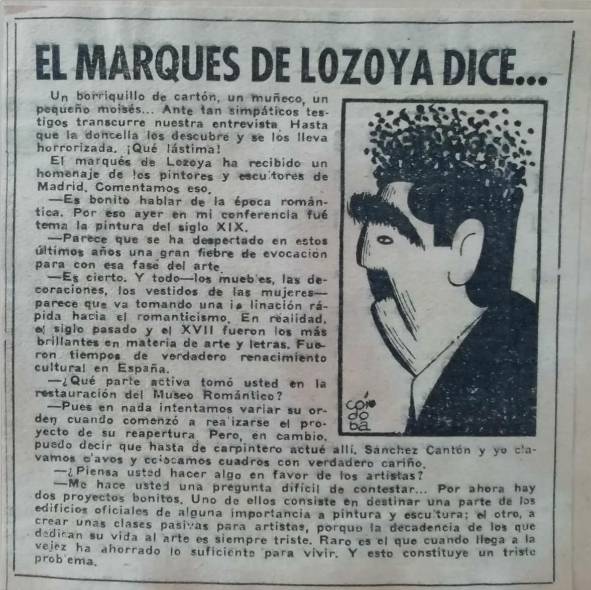 EL MARQUES DE LOZOYA DICE...
Un borriquillo de cartón, un muñeco, un
pequeño moisés... Ante tan simpáticos tes-
tigos transcurre nuestra entrevista. Hasta
que la doncella los descubre y se los lleva
horrorizada. ¡Qué lástima!
El marqués de Lozoya ha recibido un
homenaje de los pintores y escultores de
Madrid. Comentamos eso.
—Es bonito hablar de la época román-
tica. Por eso ayer en mi conferencia fué
tema la pintura del siglo XIX.
—Parece que se ha despertado en estos
últimos años una gran fiebre de evocación
para con esa fase del arte.
—Es cierto. Y todo—los muebles, las de-
coraciones, los vestidos de las mujeres—
parece que va tomando una inclinación rá-
pida hacia el romanticismo. En realidad,
el siglo pasado y el XVII fueron los más
brillantes en materia de arte y letras. Fue-
ron tiempos de verdadero renacimiento
cultural en España.
—¿Qué parte activa tomó usted en la
restauración del Museo Romántico?
—Pues en nada intentamos variar su or-
den cuando comenzó a realizarse el pro-
yecto de su reapertura. Pero, en cambio,
puedo decir que hasta de carpintero actué allí. Sánchez Cantón y yo cla-
vamos clavos y colocamos cuadros con verdadero cariño.
—¿Piensa usted hacer algo en favor de los artistas?
—Me hace usted una pregunta difícil de contestar... Por ahora hay
dos proyectos bonitos. Uno de ellos consiste en destinar una parte de los
edificios oficiales de alguna importancia a pintura y escultura; el otro, a
crear unas clases pasivas para artistas, porque la decadencia de los que
dedican su vida al arte es siempre triste. Raro es el que cuando llega a la
vejez ha ahorrado lo suficiente para vivir. Y esto constituye un triste
problema.
cór
do
ba